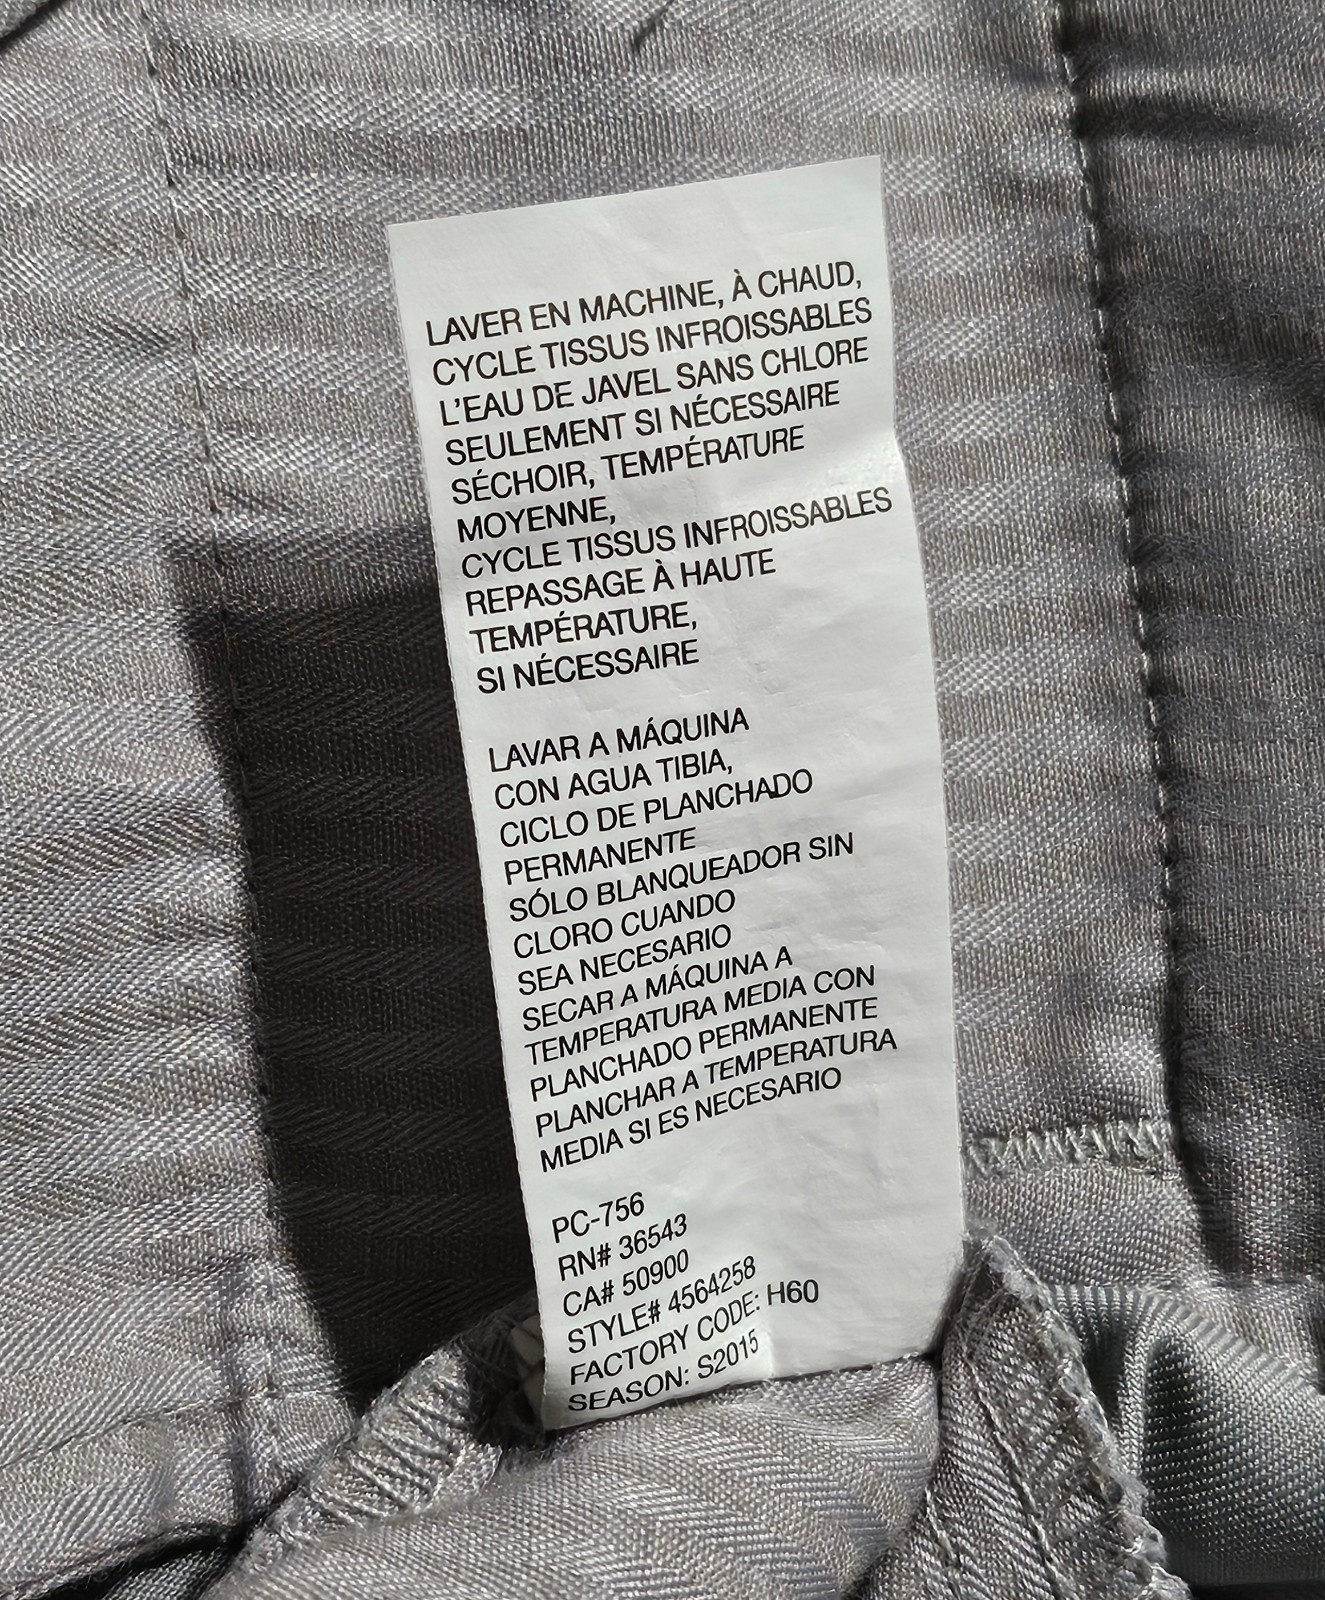 LAVER EN MACHINE, À CHAUD,
CYCLE TISSUS INFROISSABLES
L'EAU DE JAVEL SANS CHLORE
SEULEMENT SI NÉCESSAIRE
SÉCHOIR, TEMPÉRATURE
MOYENNE,
CYCLE TISSUS INFROISSABLES
REPASSAGE À HAUTE
TEMPÉRATURE,
SI NÉCESSAIRE
LAVAR A MÁQUINA
CON AGUA TIBIA,
CICLO DE PLANCHADO
PERMANENTE
SÓLO BLANQUEADOR SIN
CLORO CUANDO
SEA NECESARIO
SECAR A MÁQUINA A
TEMPERATURA MEDIA CON
PLANCHADO PERMANENTE
PLANCHAR A TEMPERATURA
MEDIA SI ES NECESARIO
PC-756
RN# 36543
CA# 50900
STYLE# 4564258
FACTORY CODE: H60
SEASON: S2015